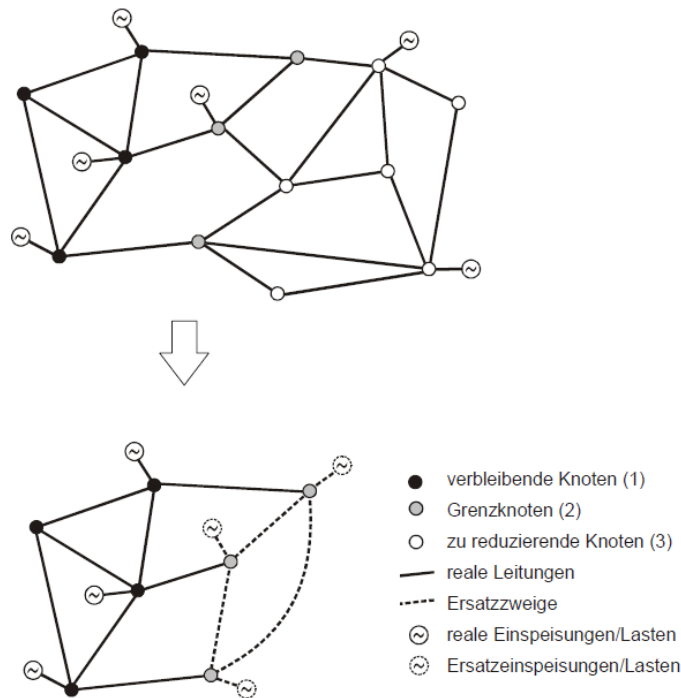 verbleibende Knoten (1)
Grenzknoten (2)
zu reduzierende Knoten (3)
reale Leitungen
Ersatzzweige
reale Einspeisungen/Lasten
Ersatzeinspeisungen/Lasten